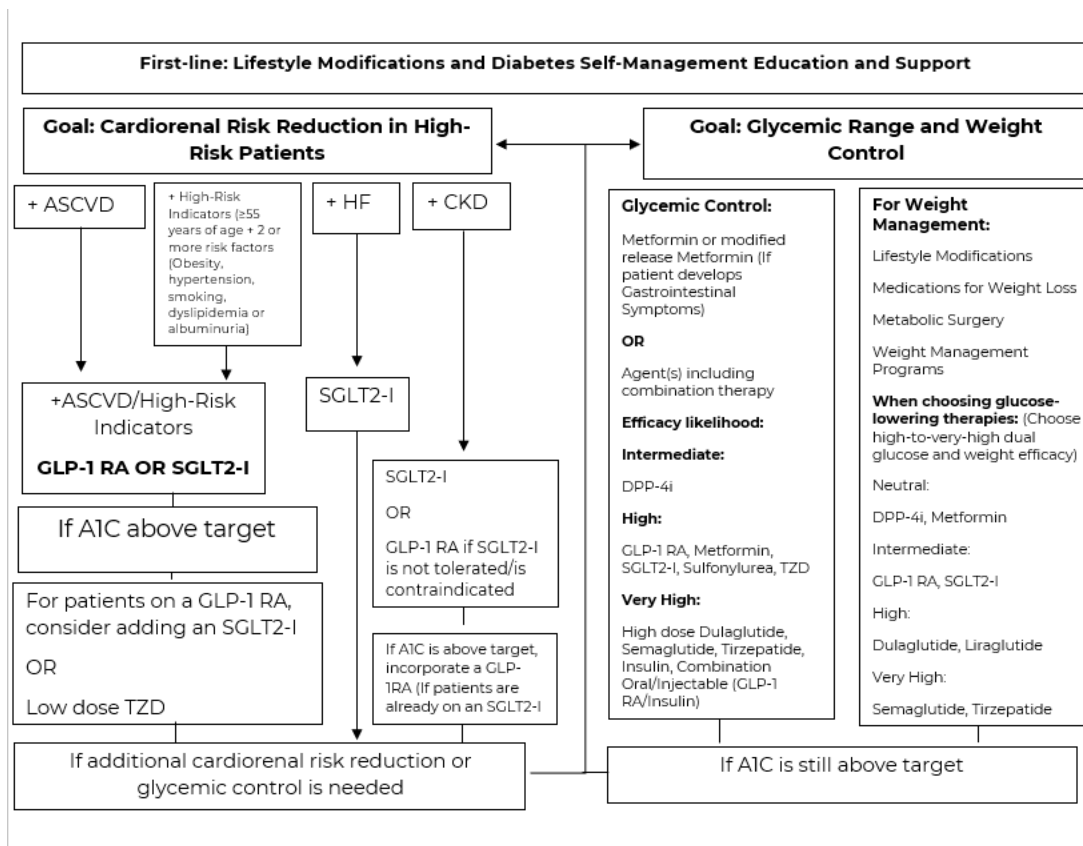 First-line: Lifestyle Modifications and Diabetes Self-Management Education and Support
Goal: Cardiorenal Risk Reduction in High-
Risk Patients
+ ASCVD
+ High-Risk
Indicators (≥55
years of age + 2 or
more risk factors
(Obesity,
hypertension,
smoking,
dyslipidemia or
albuminuria)
+ HF
+ CKD
+ASCVD/High-Risk
Indicators
GLP-1 RA OR SGLT2-I
SGLT2-I
SGLT2-I
OR
GLP-1 RA if SGLT2-I
is not tolerated/is
contraindicated
If A1C above target
For patients on a GLP-1 RA,
consider adding an SGLT2-I
OR
Low dose TZD
If A1C is above target,
incorporate a GLP-
1RA (If patients are
already on an SGLT2-I
If additional cardiorenal risk reduction or
glycemic control is needed
Goal: Glycemic Range and Weight
Control
Glycemic Control:
Metformin or modified
release Metformin (If
patient develops
Gastrointestinal
Symptoms)
OR
Agent(s) including
combination therapy
Efficacy likelihood:
Intermediate:
DPP-4i
High:
GLP-1 RA, Metformin,
SGLT2-I, Sulfonylurea, TZD
Very High:
High dose Dulaglutide,
Semaglutide, Tirzepatide,
Insulin, Combination
Oral/Injectable (GLP-1
RA/Insulin)
For Weight
Management:
Lifestyle Modifications
Medications for Weight Loss
Metabolic Surgery
Weight Management
Programs
When choosing glucose-
lowering therapies: (Choose
high-to-very-high dual
glucose and weight efficacy)
Neutral:
DPP-4i, Metformin
Intermediate:
GLP-1 RA, SGLT2-I
High:
Dulaglutide, Liraglutide
Very High:
Semaglutide, Tirzepatide
If A1C is still above target